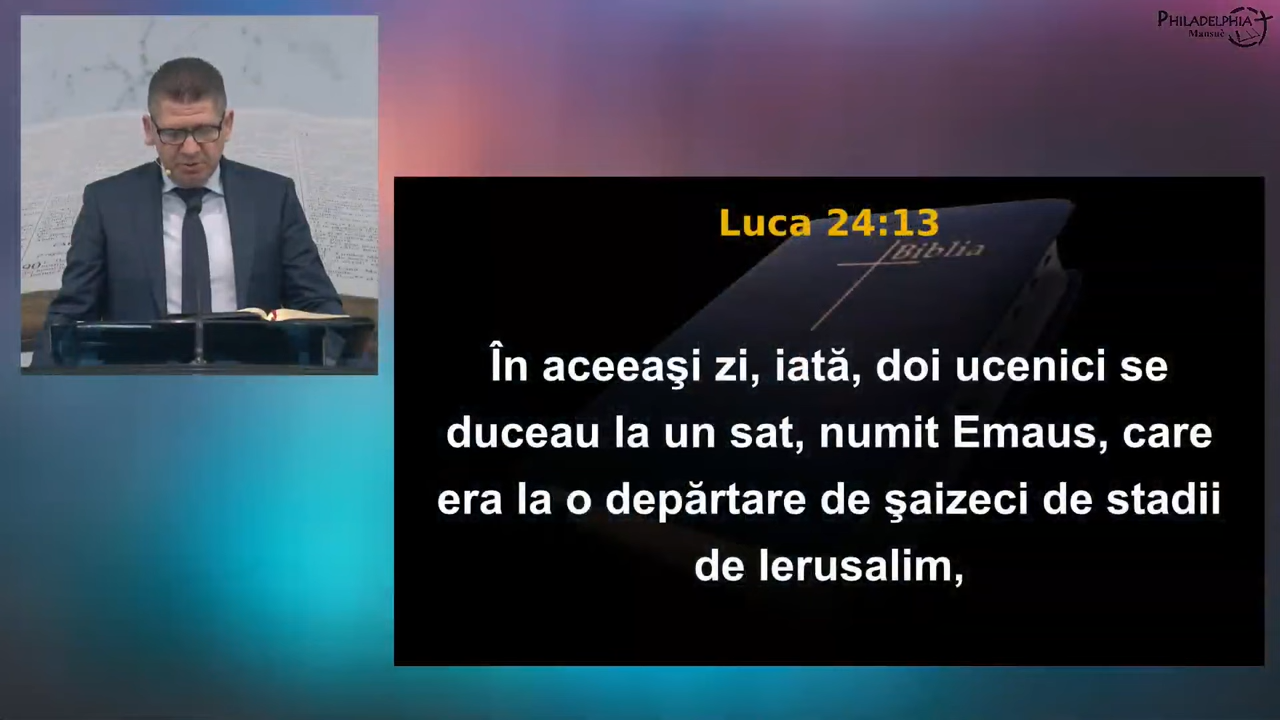 PHILADELPHIA
Mansuè
Luca 24:13
Biblia
În aceeaşi zi, iată, doi ucenici se
duceau la un sat, numit Emaus, care
era la o depărtare de şaizeci de stadii
de Ierusalim,